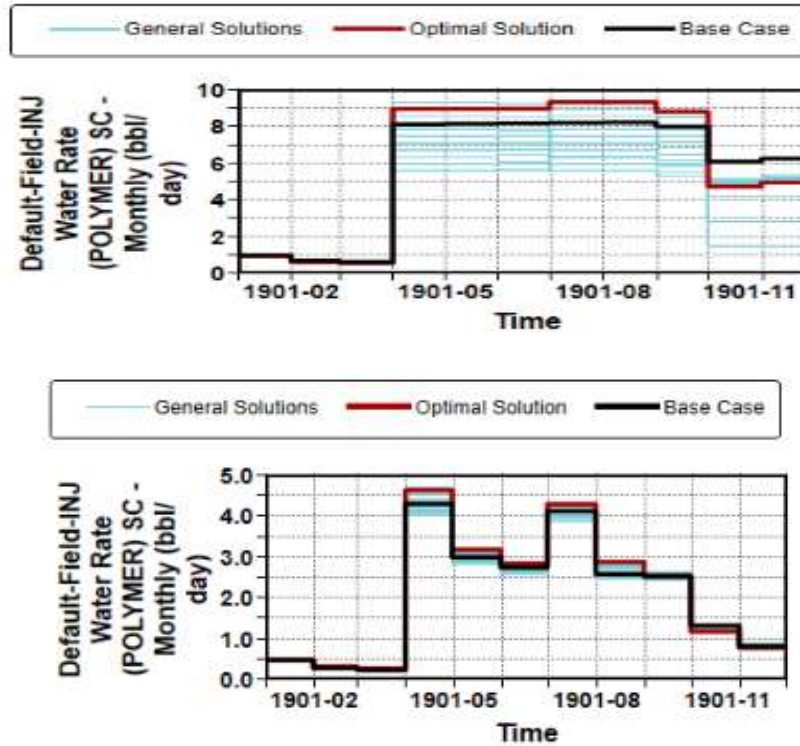 General Solutions Optimal Solution Base Case
Default-Field-INJ
Water Rate
(POLYMER) SC -
Monthly (bbl/
day)
10
8
6
4
2
0
1901-02 1901-05 1901-08 1901-11
Time
General Solutions Optimal Solution Base Case
Default-Field-INJ
Water Rate
(POLYMER) SC -
Monthly (bbl/
day)
5.0
4.0
3.0
2.0
1.0
0.0
1901-02 1901-05 1901-08 1901-11
Time